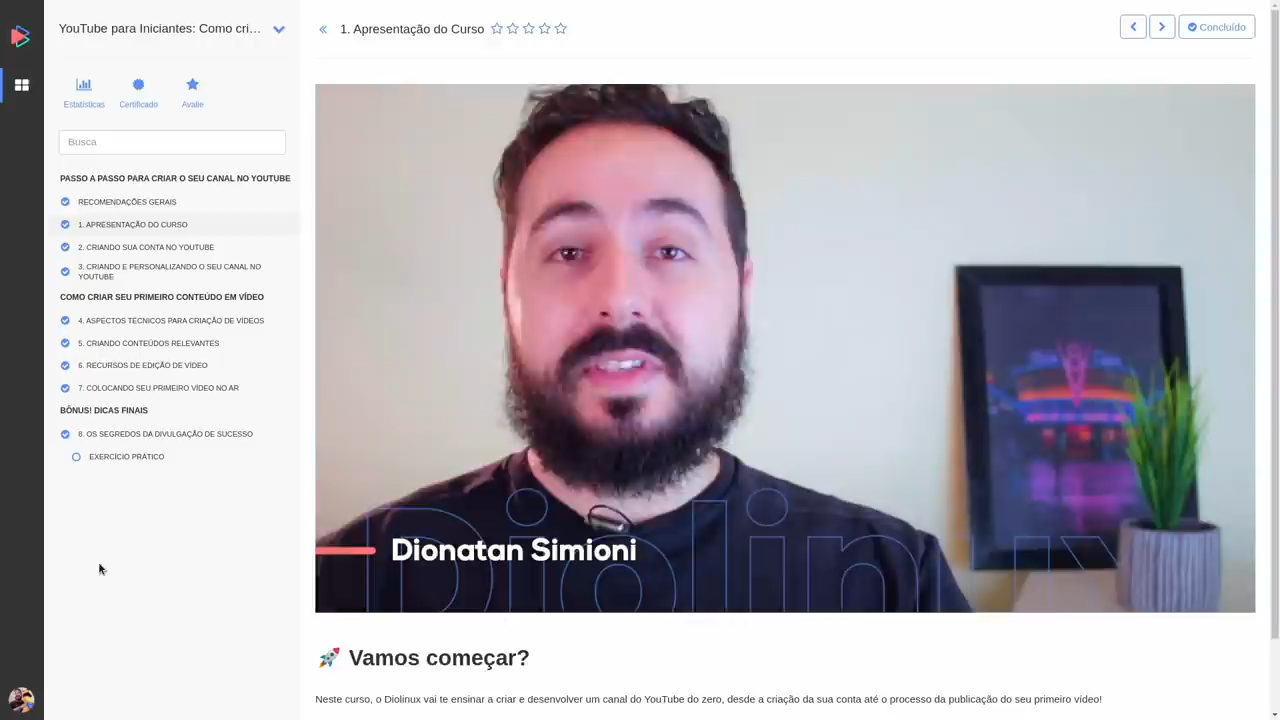 YouTube para Iniciantes: Como cri...
Estatísticas
Certificado
Avalie
Busca
PASSO A PASSO PARA CRIAR O SEU CANAL NO YOUTUBE
RECOMENDAÇÕES GERAIS
1. APRESENTAÇÃO DO CURSO
2. CRIANDO SUA CONTA NO YOUTUBE
3. CRIANDO E PERSONALIZANDO O SEU CANAL NO
YOUTUBE
COMO CRIAR SEU PRIMEIRO CONTEÚDO EM VÍDEO
4. ASPECTOS TÉCNICOS PARA CRIAÇÃO DE VÍDEOS
5. CRIANDO CONTEÚDOS RELEVANTES
6. RECURSOS DE EDIÇÃO DE VIDEO
7. COLOCANDO SEU PRIMEIRO VÍDEO NO AR
BÔNUS! DICAS FINAIS
8. OS SEGREDOS DA DIVULGAÇÃO DE SUCESSO
EXERCÍCIO PRÁTICO
1. Apresentação do Curso
Concluído
Diolinux
Dionatan Simioni
🚀 Vamos começar?
Neste curso, o Diolinux vai te ensinar a criar e desenvolver um canal do YouTube do zero, desde a criação da sua conta até o processo da publicação do seu primeiro vídeo!